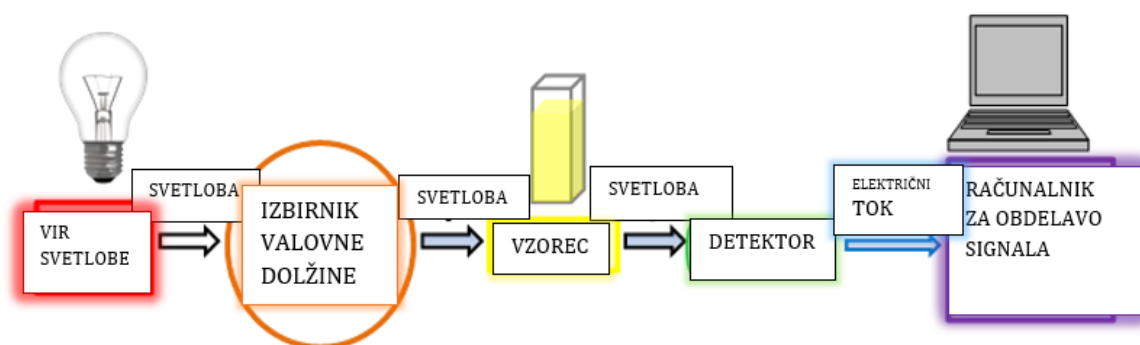 VIR
SVETLOBE
SVETLOBA
IZBIRNIK
VALOVNE
DOLŽINE
SVETLOBA
VZOREC
SVETLOBA
DETEKTOR
ELEKTRIČNI
TOK
RAČUNALNIK
ZA OBDELAVO
SIGNALA